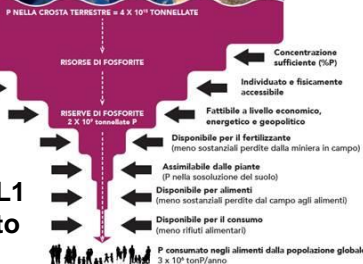 P NELLA CROSTA TERRESTRE = 4 X 10¹⁵ TONNELLATE
Concentrazione
sufficiente (%P)
RISORSE DI FOSFORITE
Individuato e fisicamente
accessibile
RISERVE DI FOSFORITE
2 X 10⁹ tonnellate P
Fattibile a livello economico,
energetico e geopolitico
Disponibile per il fertilizzante
(meno sostanziali perdite dalla miniera in campo)
Assimilabile dalle piante
(P nella sosoluzione del suolo)
L1
Disponibile per alimenti
(meno sostanziali perdite dal campo agli alimenti)
to
Disponibile per il consumo
(meno rifiuti alimentari)
P consumato negli alimenti dalla popolazione globale
3 x 10⁶ tonP/anno